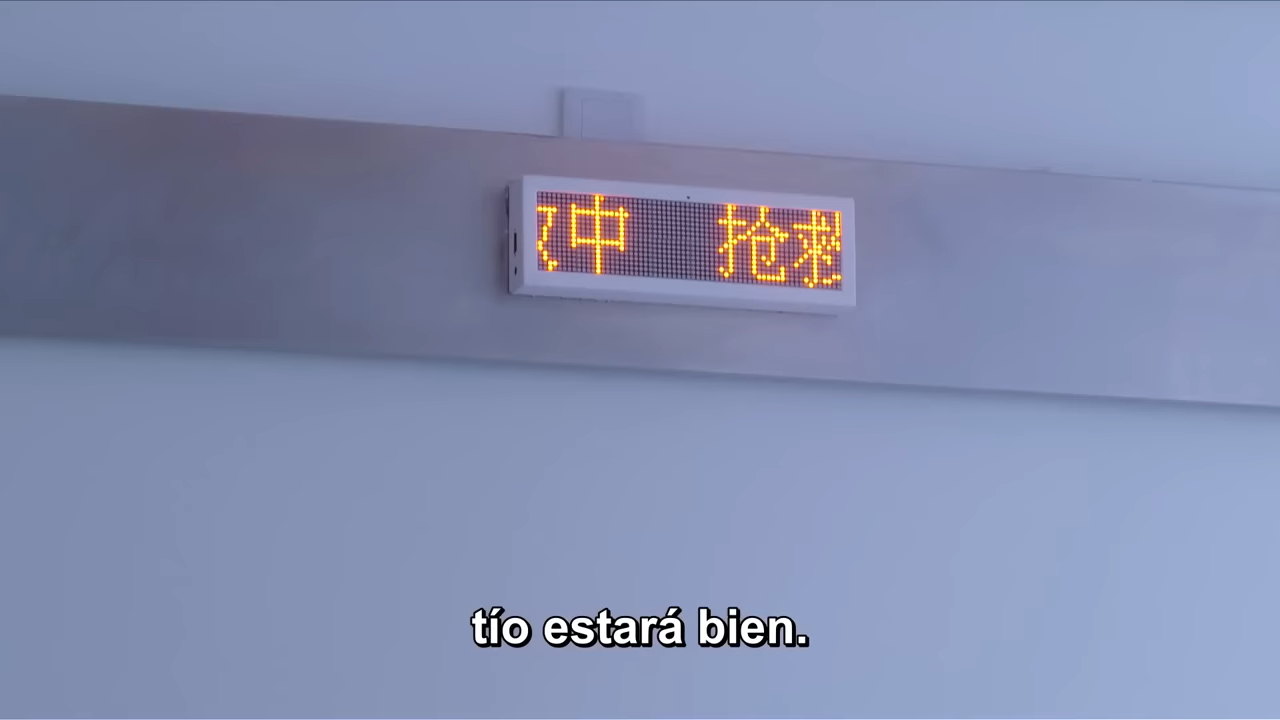 中 抢救
tío estará bien.